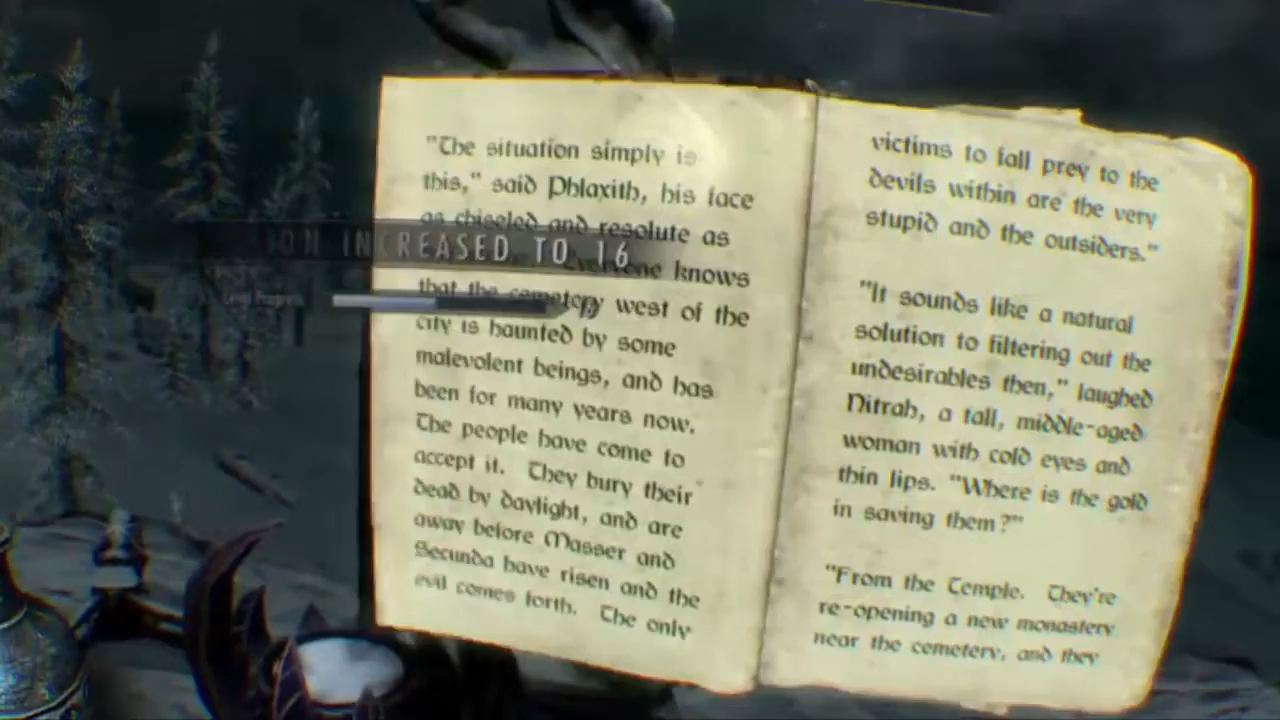 "The situation simply is
this," said Phlaxith, his face
as chiseled and resolute as
ION INCREASED TO 16
Everyone knows
that the cemetery west of the
Level Progress
city is haunted by some
malevolent beings, and has
been for many years now.
The people have come to
accept it. They bury their
dead by daylight, and are
away before Masser and
Secunda have risen and the
evil comes forth. The only
victims to fall prey to the
devils within are the very
stupid and the outsiders."
"It sounds like a natural
solution to filtering out the
undesirables then," laughed
Nitrah, a tall, middle-aged
woman with cold eyes and
thin lips. "Where is the gold
in saving them?"
"From the Temple. They're
re-opening a new monastery
near the cemetery, and they